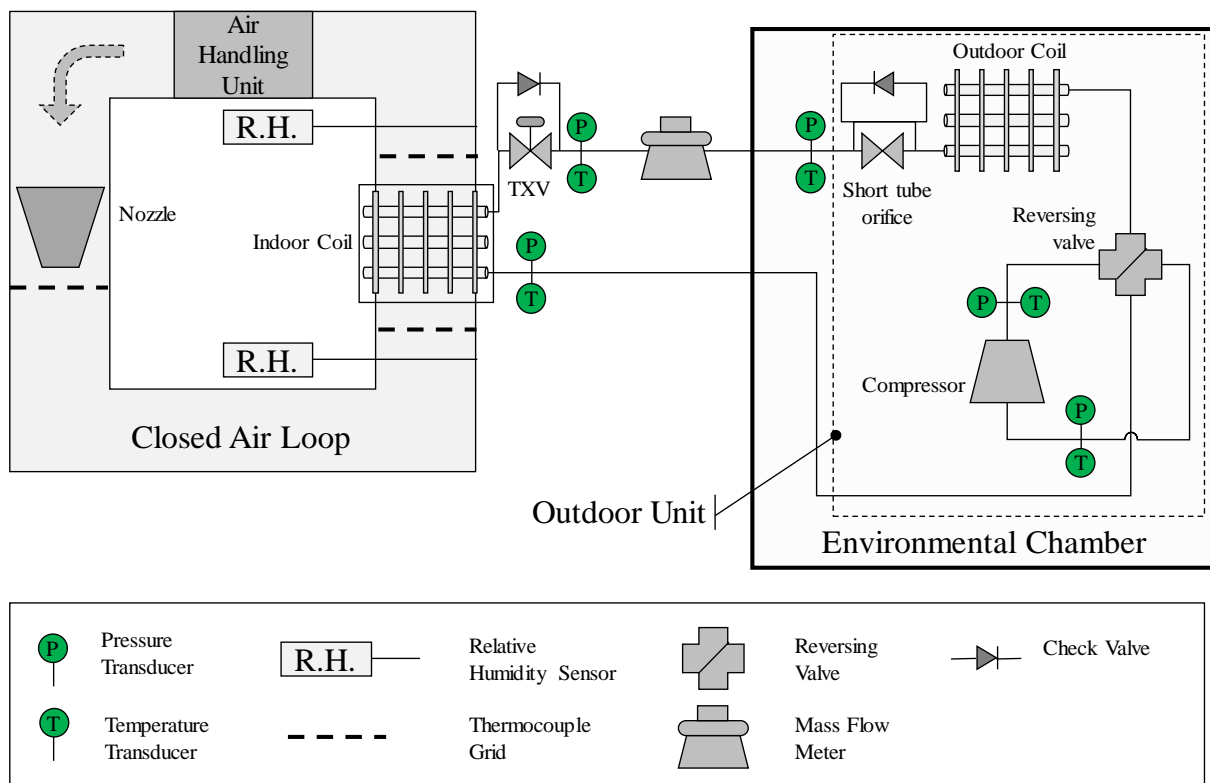 Air
Handling
Unit
R.H.
Nozzle
Indoor Coil
R.H.
Closed Air Loop
TXV
P
T
P
T
P
T
Outdoor Coil
Short tube
orifice
Reversing
valve
P
T
Compressor
P
T
Outdoor Unit
Environmental Chamber
P
Pressure
Transducer
T
Temperature
Transducer
R.H.
Relative
Humidity Sensor
Thermocouple
Grid
Reversing
Valve
Mass Flow
Meter
Check Valve